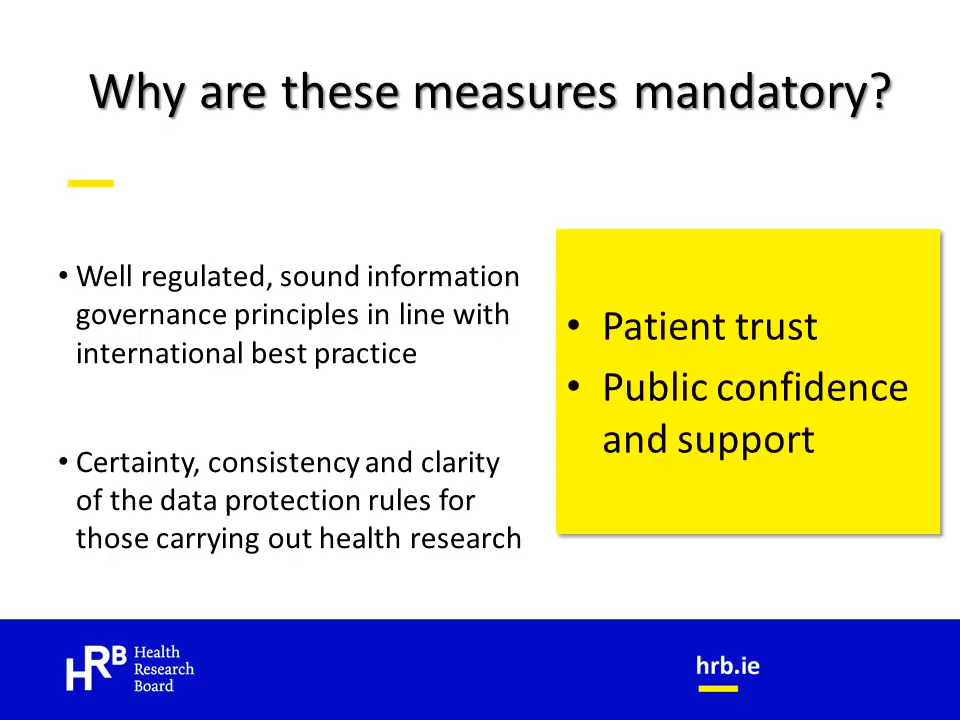 Why are these measures mandatory?
• Well regulated, sound information
governance principles in line with
international best practice
• Certainty, consistency and clarity
of the data protection rules for
those carrying out health research
• Patient trust
• Public confidence
and support
HRB Health
Research
Board
hrb.ie